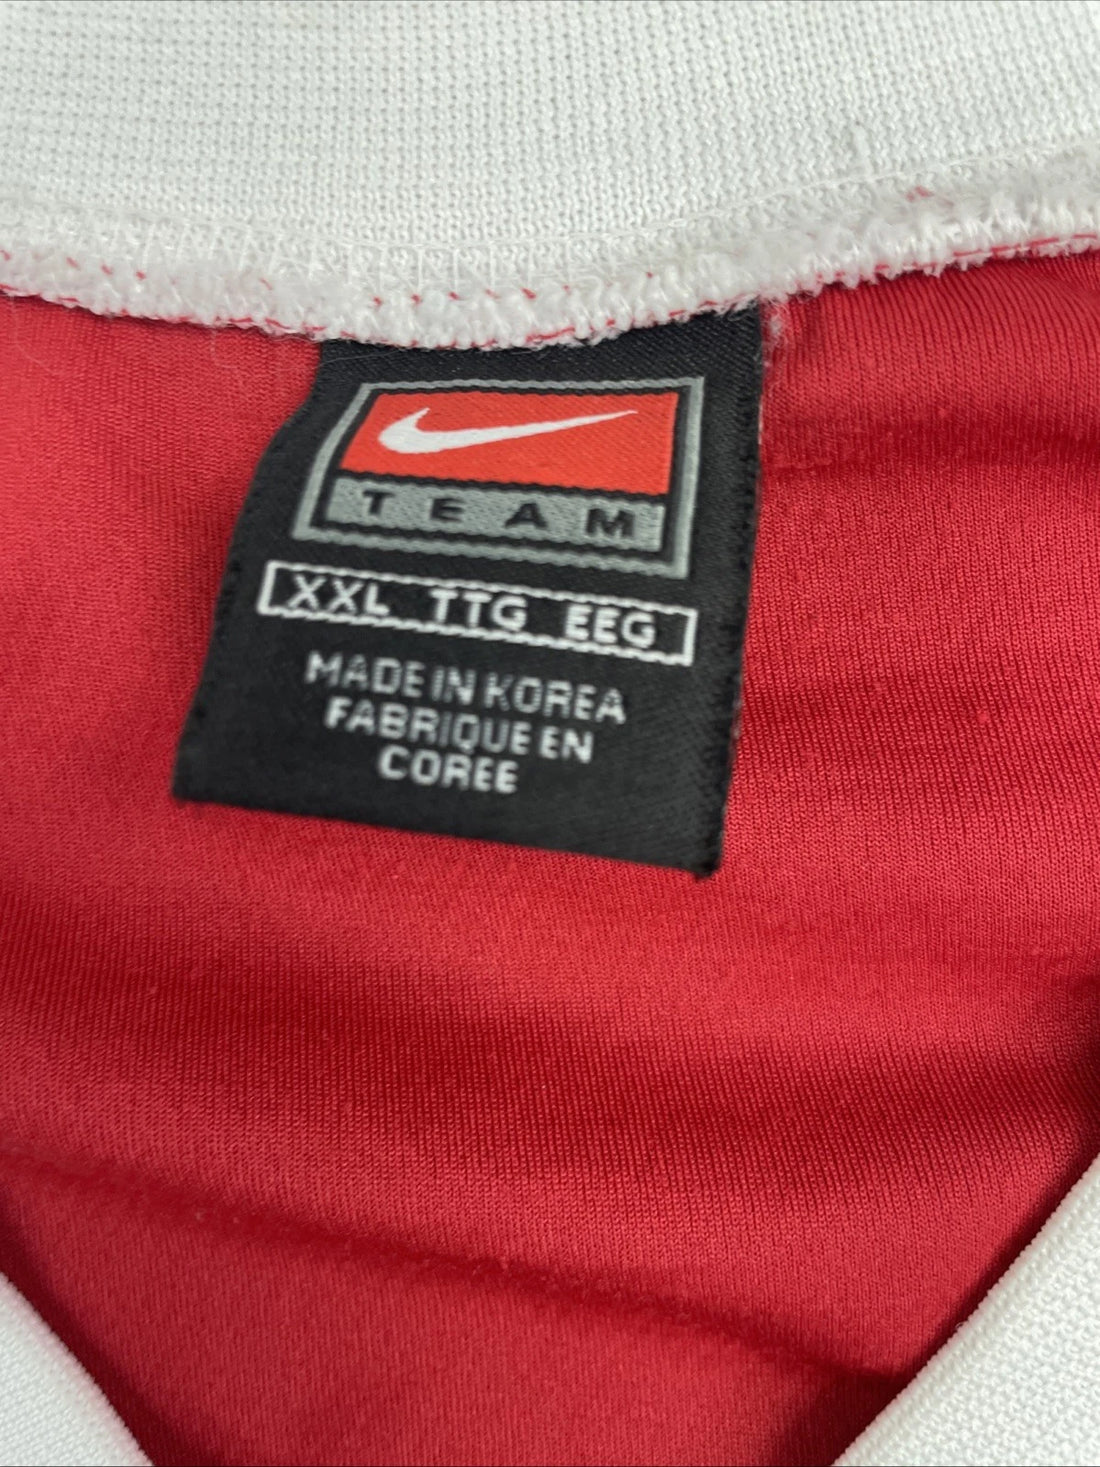 TEAM
XXL TTG EEG
MADE IN KOREA
FABRIQUE EN
COREE